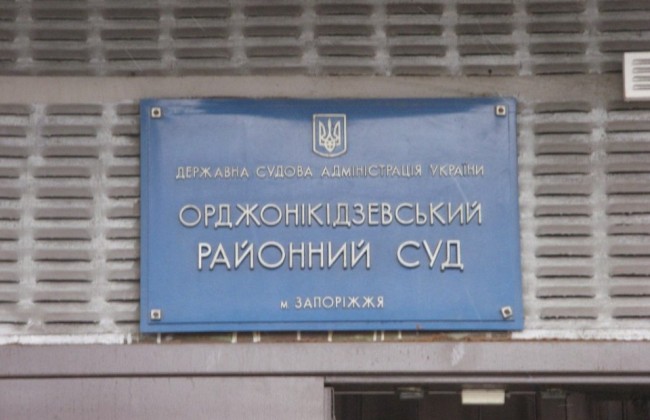 ДЕРЖАВНА СУДОВА АДМІНІСТРАЦІЯ УКРАЇНИ
ОРДЖОНІКІДЗЕВСЬКИЙ
РАЙОННИЙ СУД
м. ЗАПОРІЖЖЯ